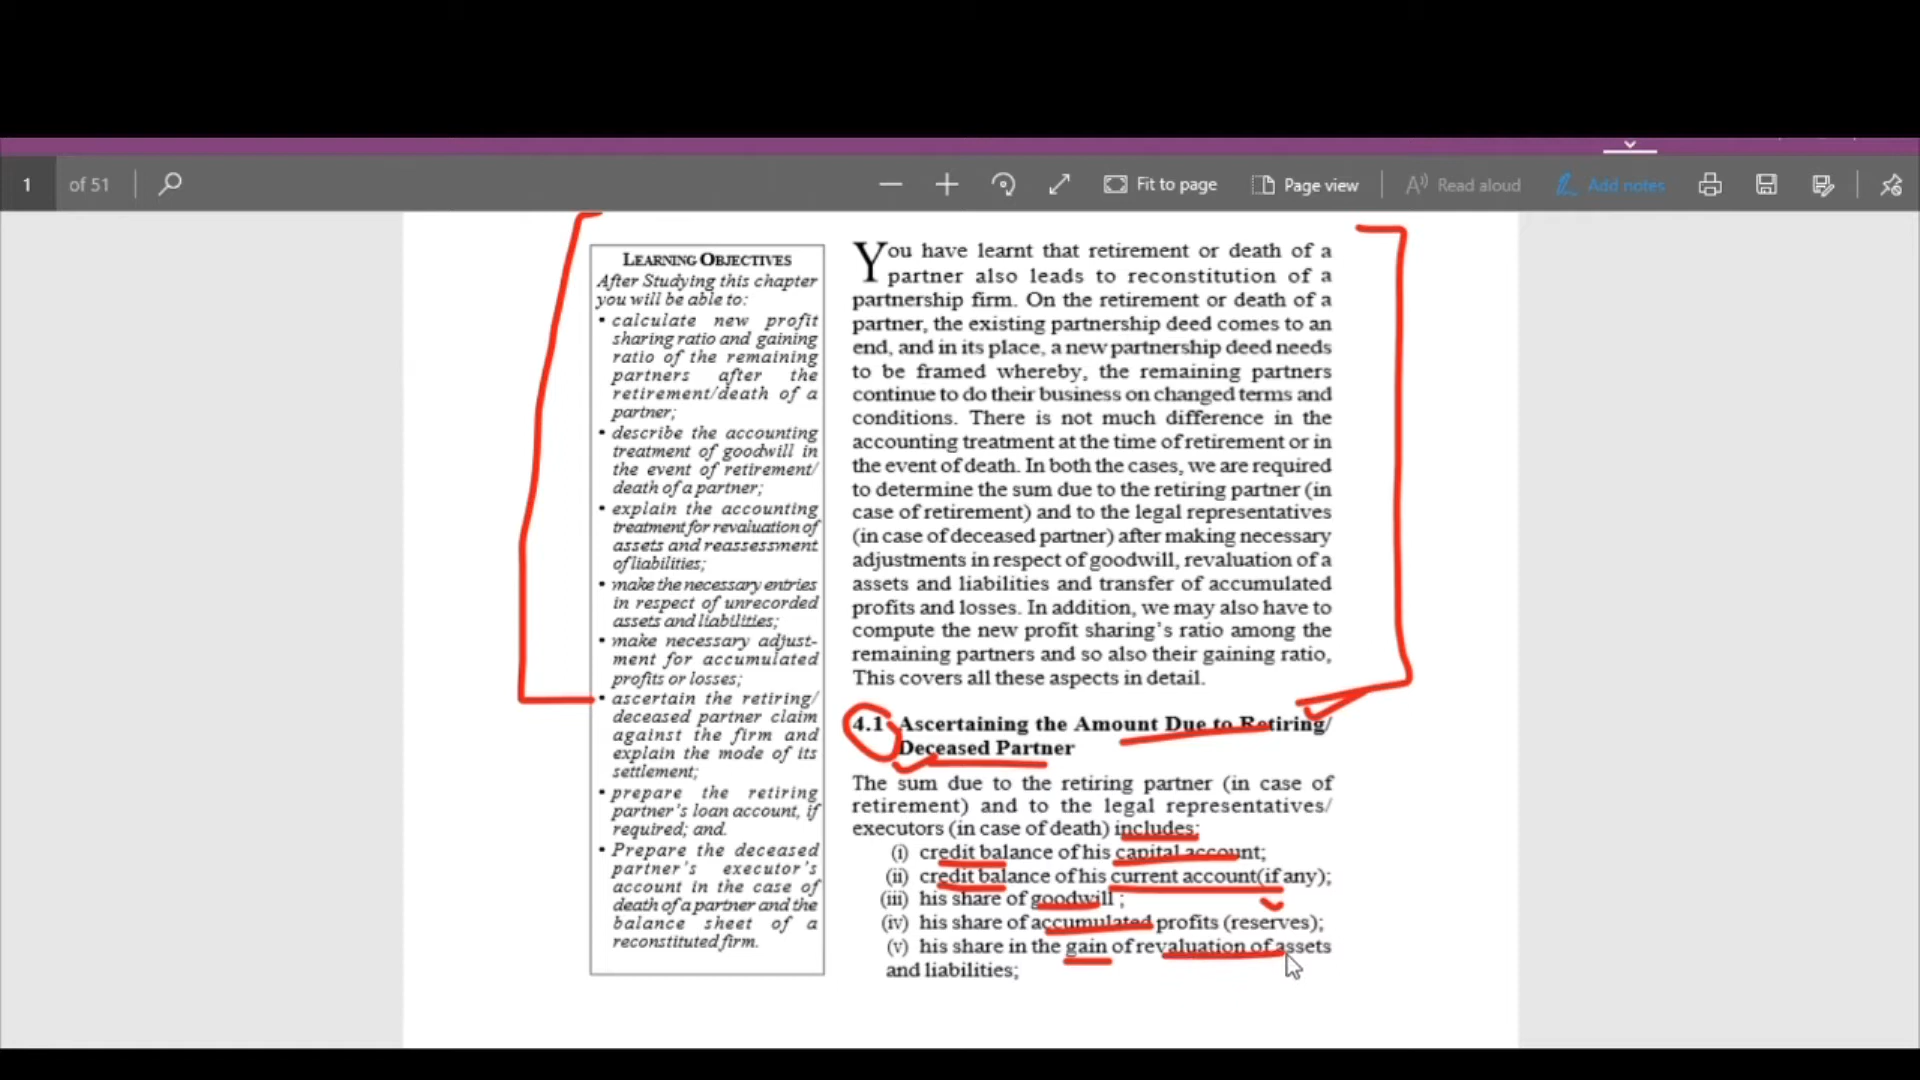 1 of 51
Fit to page
Page view
Read aloud
Add notes
LEARNING OBJECTIVES
After Studying this chapter
you will be able to:
• calculate new profit
sharing ratio and gaining
ratio of the remaining
partners after the
retirement/death of a
partner;
• describe the accounting
treatment of goodwill in
the event of retirement/
death of a partner;
• explain the accounting
treatment for revaluation of
assets and reassessment
of liabilities;
• make the necessary entries
in respect of unrecorded
assets and liabilities;
• make necessary adjust-
ment for accumulated
profits or losses;
• ascertain the retiring/
deceased partner claim
against the firm and
explain the mode of its
settlement;
• prepare the retiring
partner's loan account, if
required; and.
• Prepare the deceased
partner's executor's
account in the case of
death of a partner and the
balance sheet of a
reconstituted firm.
You have learnt that retirement or death of a
partner also leads to reconstitution of a
partnership firm. On the retirement or death of a
partner, the existing partnership deed comes to an
end, and in its place, a new partnership deed needs
to be framed whereby, the remaining partners
continue to do their business on changed terms and
conditions. There is not much difference in the
accounting treatment at the time of retirement or in
the event of death. In both the cases, we are required
to determine the sum due to the retiring partner (in
case of retirement) and to the legal representatives
(in case of deceased partner) after making necessary
adjustments in respect of goodwill, revaluation of a
assets and liabilities and transfer of accumulated
profits and losses. In addition, we may also have to
compute the new profit sharing's ratio among the
remaining partners and so also their gaining ratio,
This covers all these aspects in detail.
4.1 Ascertaining the Amount Due to Retiring/
Deceased Partner
The sum due to the retiring partner (in case of
retirement) and to the legal representatives/
executors (in case of death) includes:
(i) credit balance of his capital account;
(ii) credit balance of his current account(if any);
(iii) his share of goodwill ;
(iv) his share of accumulated profits (reserves);
(v) his share in the gain of revaluation of assets
and liabilities;